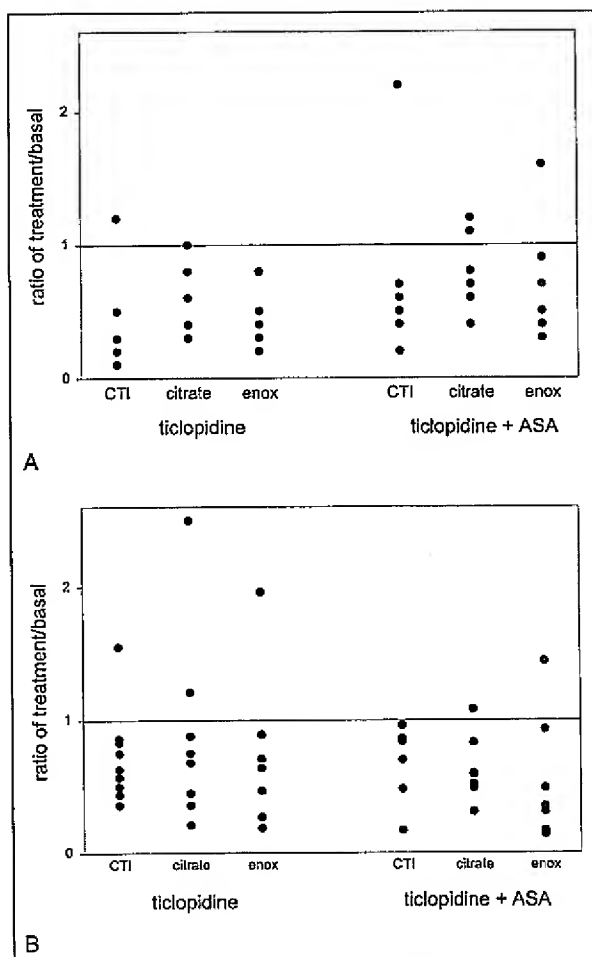 2
ratio of treatment/basal
1
0
CTI citrate enox CTI citrate enox
ticlopidine ticlopidine + ASA
A
2
ratio of treatment/basal
1
0
CTI citrate enox CTI citrate enox
ticlopidine ticlopidine + ASA
B